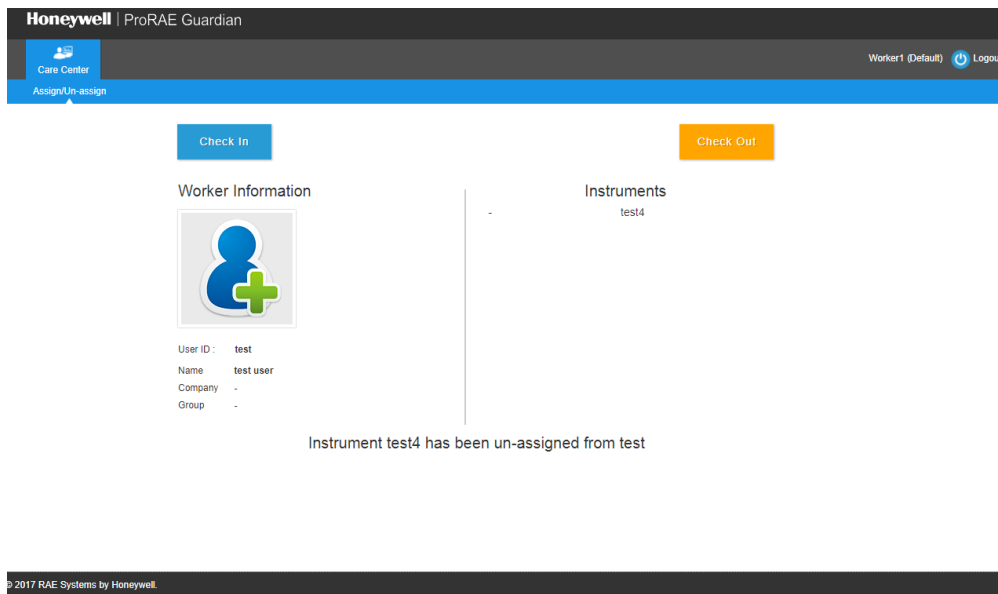 Honeywell | ProRAE Guardian
Care Center
Worker1 (Default) Logou
Assign/Un-assign
Check In
Check Out
Worker Information
Instruments
- test4
User ID : test
Name test user
Company -
Group -
Instrument test4 has been un-assigned from test
© 2017 RAE Systems by Honeywell.